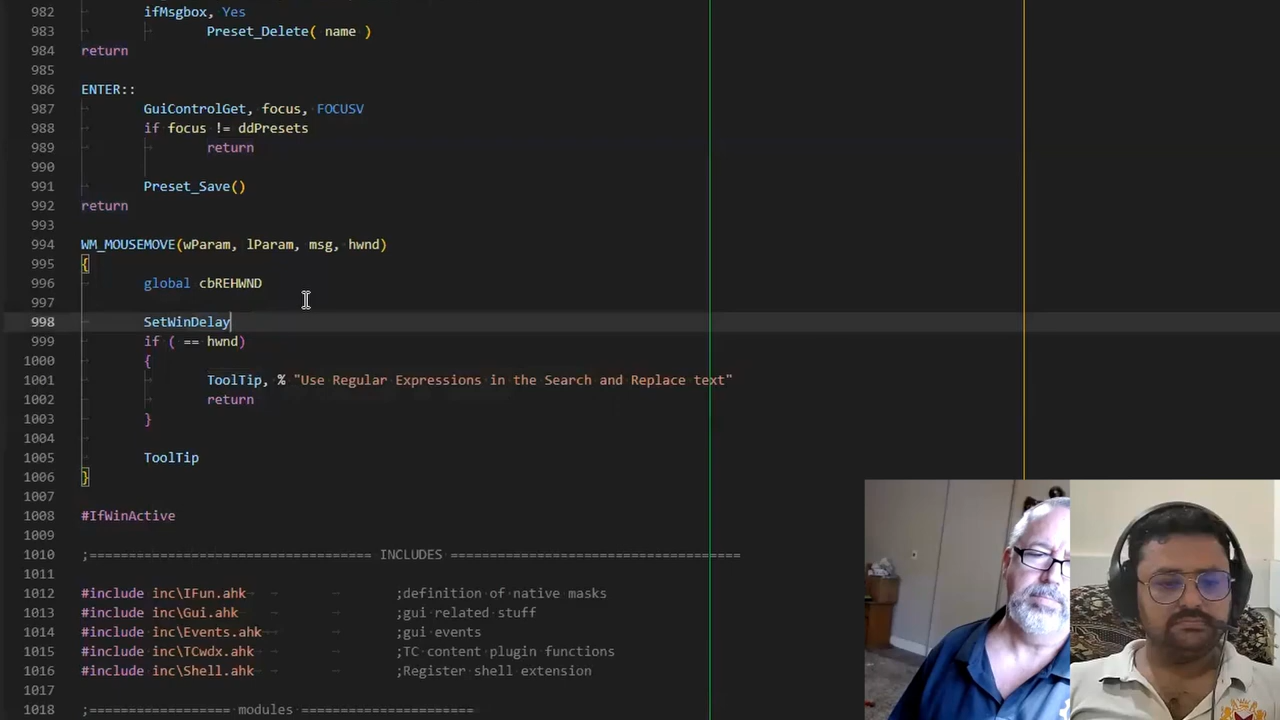 982 ifMsgbox, Yes
983 Preset_Delete( name )
984 return
985
986 ENTER::
987 GuiControlGet, focus, FOCUSV
988 if focus != ddPresets
989 return
990
991 Preset_Save()
992 return
993
994 WM_MOUSEMOVE(wParam, lParam, msg, hwnd)
995 {
996 global cbREHWND
997
998 SetWinDelay
999 if ( == hwnd)
1000 {
1001 ToolTip, % "Use Regular Expressions in the Search and Replace text"
1002 return
1003 }
1004
1005 ToolTip
1006 }
1007
1008 #IfWinActive
1009
1010 ;==================================== INCLUDES =====================================
1011
1012 #include inc\IFun.ahk ;definition of native masks
1013 #include inc\Gui.ahk ;gui related stuff
1014 #include inc\Events.ahk ;gui events
1015 #include inc\TCwdx.ahk ;TC content plugin functions
1016 #include inc\Shell.ahk ;Register shell extension
1017
1018 ;================== modules ======================